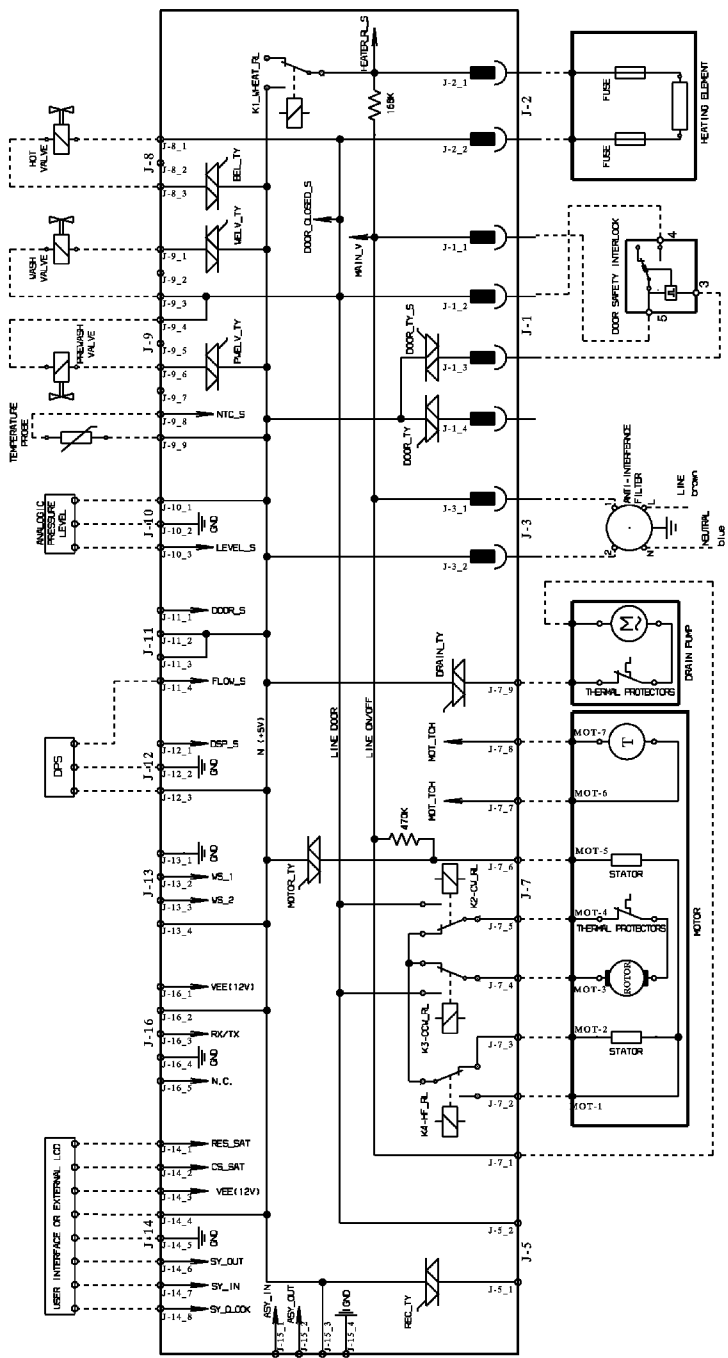 HOT
VALVE
WASH
VALVE
PREWASH
VALVE
TEMPERATURE
PROBE
ANALOGIC
PRESSURE
LEVEL
DPS
USER INTERFACE OR EXTERNAL LCD
J-8
J-8_1
J-8_2
J-8_3
BEL_TY
J-9
J-9_1
J-9_2
J-9_3
J-9_4
J-9_5
J-9_6
J-9_7
J-9_8
J-9_9
WELV_TY
PWELV_TY
NTC_S
J-10
J-10_1
J-10_2
J-10_3
GND
LEVEL_S
J-11
J-11_1
J-11_2
J-11_3
J-11_4
DOOR_S
FLOW_S
J-12
J-12_1
J-12_2
J-12_3
DSP_S
GND
J-13
J-13_1
J-13_2
J-13_3
J-13_4
GND
WS_1
WS_2
J-16
J-16_1
J-16_2
J-16_3
J-16_4
J-16_5
VEE(12V)
RX/TX
GND
N.C.
J-14
J-14_1
J-14_2
J-14_3
J-14_4
J-14_5
J-14_6
J-14_7
J-14_8
RES_SAT
CS_SAT
VEE(12V)
GND
SY_OUT
SY_IN
SY_CLOCK
J-15_1
J-15_2
J-15_3
J-15_4
ASY_IN
ASY_OUT
GND
K1_WHEAT_RL
HEATER_RL_S
168K
DOOR_CLOSED_S
MAIN_V
N (+5V)
LINE DOOR
LINE ON/OFF
DOOR_TY_S
DOOR_TY
DRAIN_TY
MOT_TCH
MOT_TCH
470K
MOTOR_TY
K2-CW_RL
K3-CCW_RL
K4-HF_RL
REC_TY
J-2_1
J-2_2
J-2
J-1_1
J-1_2
J-1_3
J-1_4
J-1
J-3_1
J-3_2
J-3
J-7_9
J-7_8
J-7_7
J-7_6
J-7_5
J-7_4
J-7_3
J-7_2
J-7_1
J-7
J-5_2
J-5_1
J-5
FUSE
FUSE
HEATING ELEMENT
DOOR SAFETY INTERLOCK
4
5
3
ANTI-INTERFERNCE
FILTER
1
2
L
N
LINE
brown
NEUTRAL
blue
M
THERMAL PROTECTORS
DRAIN PUMP
MOT-7
T
MOT-6
MOT-5
STATOR
MOT-4
THERMAL PROTECTORS
MOT-3
ROTOR
MOT-2
STATOR
MOT-1
MOTOR